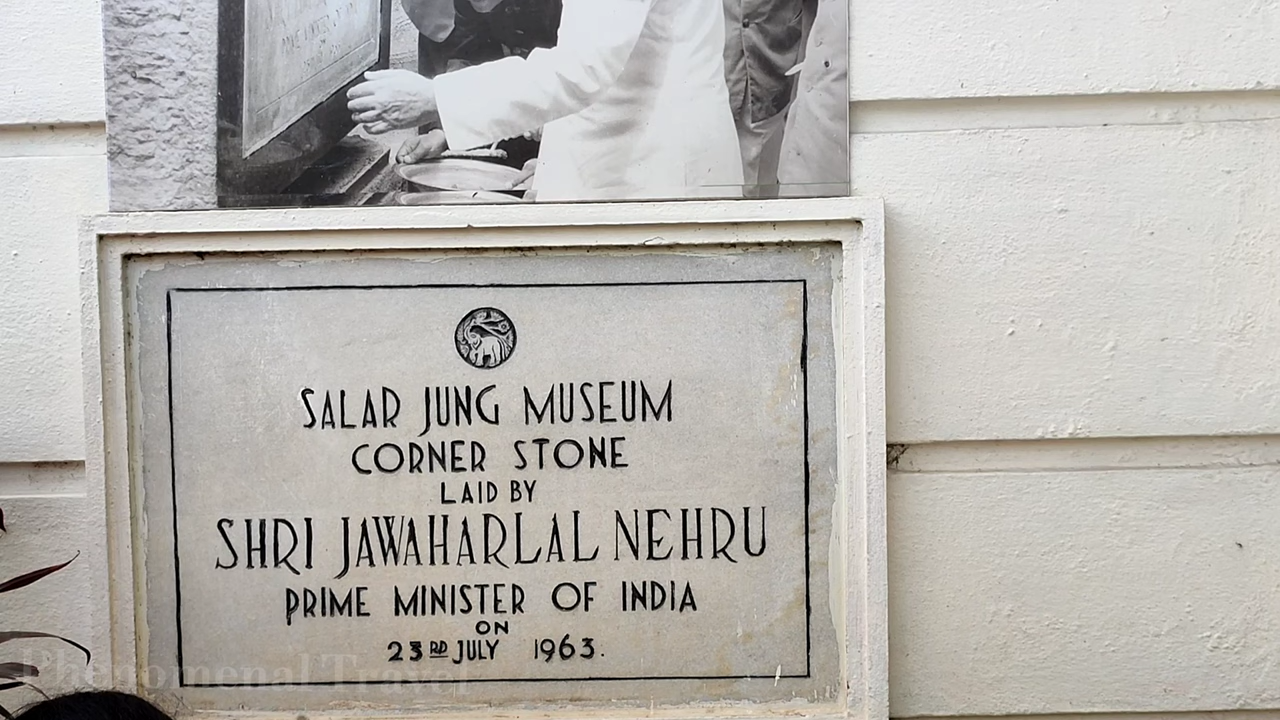 SALAR JUNG MUSEUM
CORNER STONE
LAID BY
SHRI JAWAHARLAL NEHRU
PRIME MINISTER OF INDIA
ON
23RD JULY 1963.
Phenomenal Travel